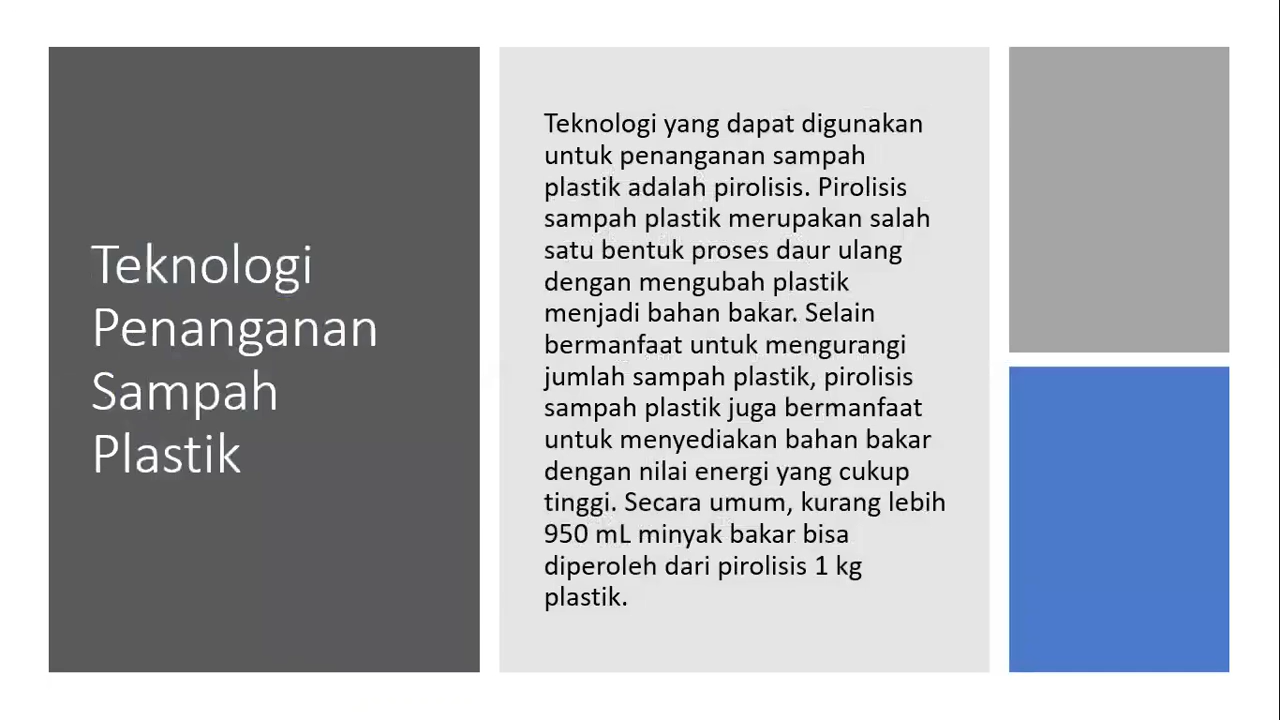 Teknologi
Penanganan
Sampah
Plastik
Teknologi yang dapat digunakan
untuk penanganan sampah
plastik adalah pirolisis. Pirolisis
sampah plastik merupakan salah
satu bentuk proses daur ulang
dengan mengubah plastik
menjadi bahan bakar. Selain
bermanfaat untuk mengurangi
jumlah sampah plastik, pirolisis
sampah plastik juga bermanfaat
untuk menyediakan bahan bakar
dengan nilai energi yang cukup
tinggi. Secara umum, kurang lebih
950 mL minyak bakar bisa
diperoleh dari pirolisis 1 kg
plastik.